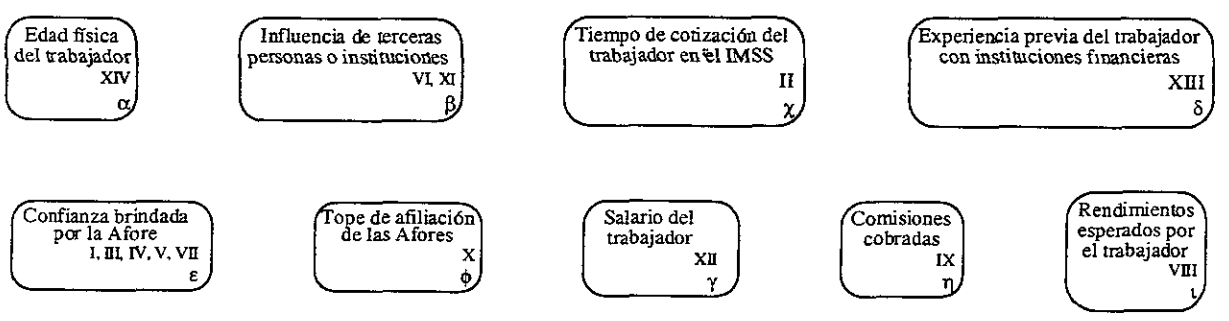 Edad física
del trabajador
XIV
α
Influencia de terceras
personas o instituciones
VI, XI
β
Tiempo de cotización del
trabajador en el IMSS
II
χ
Experiencia previa del trabajador
con instituciones financieras
XIII
δ
Confianza brindada
por la Afore
I, III, IV, V, VII
ε
Tope de afiliación
de las Afores
X
φ
Salario del
trabajador
XII
γ
Comisiones
cobradas
IX
η
Rendimientos
esperados por
el trabajador
VIII
ι